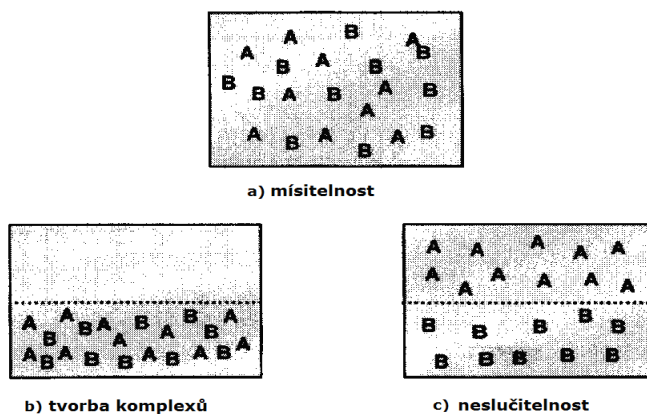 A B A
A B A B B
B B A B A B
A
A B A B A B
a) mísitelnost
A A B A B A B B A
B A
A B A B B A B A B A
b) tvorba komplexů
A A A A A
A A A A A A
B B B B B
B B B B B
c) neslučitelnost